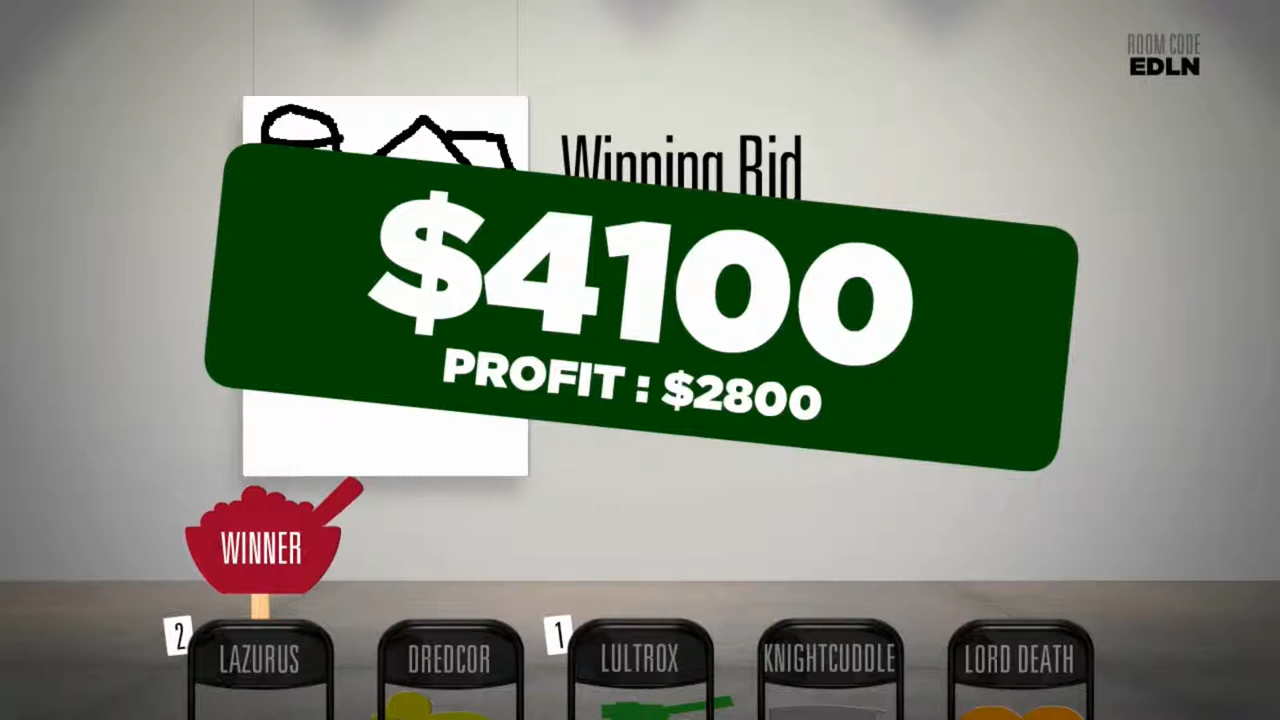 ROOM CODE
EDLN
Winning Bid
$4100
PROFIT : $2800
WINNER
2
1
LAZURUS
DREDCOR
LULTROX
KNIGHTCUDDLE
LORD DEATH